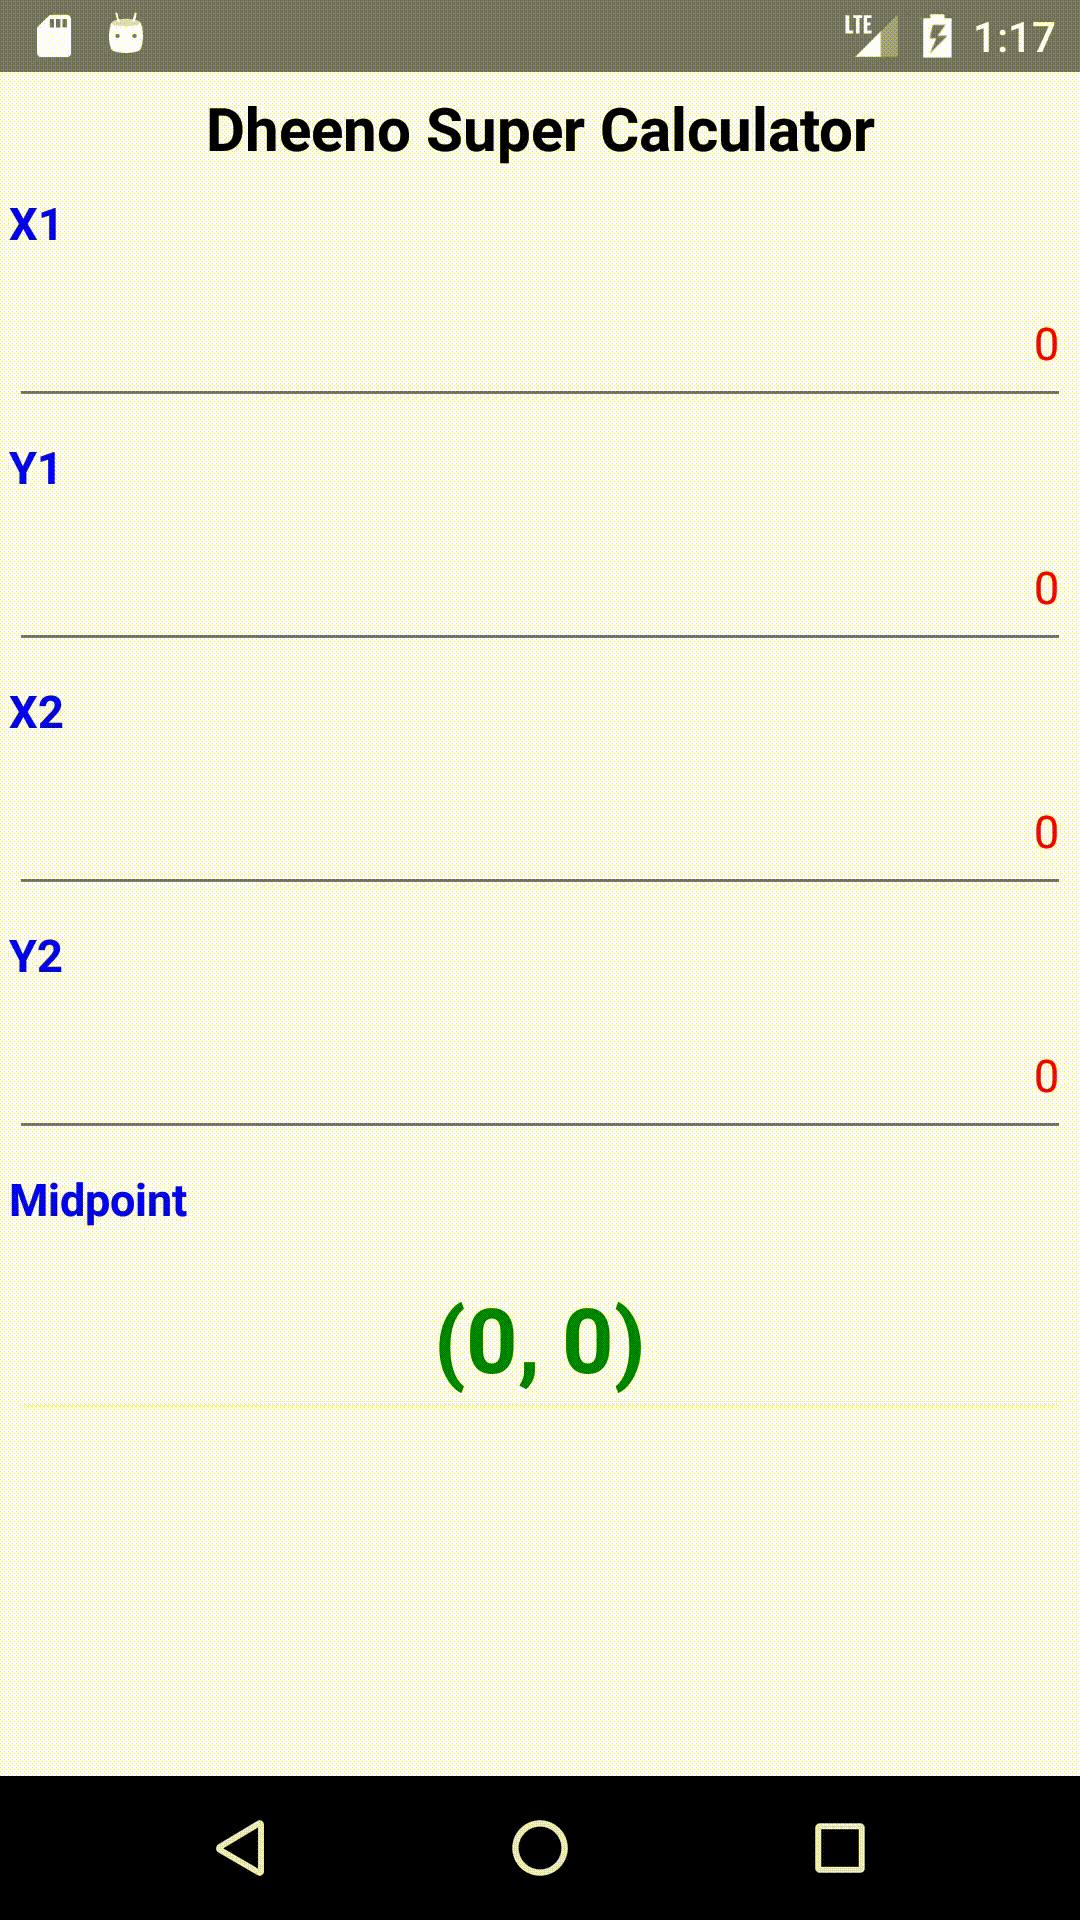 LTE 1:17
Dheeno Super Calculator
X1
0
Y1
0
X2
0
Y2
0
Midpoint
(0, 0)